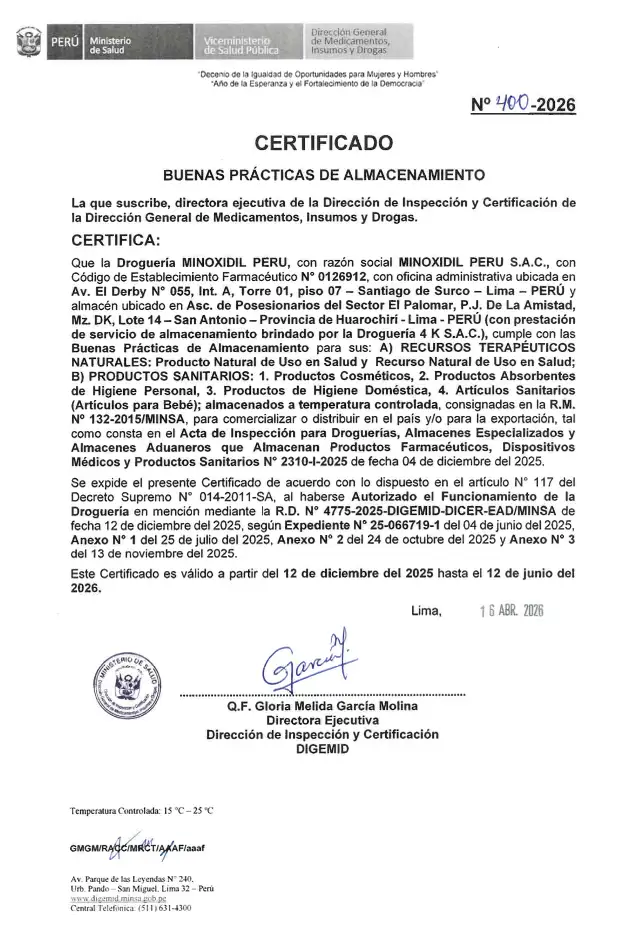 PERÚ
Ministerio
de Salud
Viceministerio
de Salud Pública
Dirección General
de Medicamentos,
Insumos y Drogas
"Decenio de la Igualdad de Oportunidades para Mujeres y Hombres"
"Año de la Esperanza y el Fortalecimiento de la Democracia"
Nº 400-2026
CERTIFICADO
BUENAS PRÁCTICAS DE ALMACENAMIENTO
La que suscribe, directora ejecutiva de la Dirección de Inspección y Certificación de
la Dirección General de Medicamentos, Insumos y Drogas.
CERTIFICA:
Que la Droguería MINOXIDIL PERU, con razón social MINOXIDIL PERU S.A.C., con
Código de Establecimiento Farmacéutico N° 0126912, con oficina administrativa ubicada en
Av. El Derby N° 055, Int. A, Torre 01, piso 07 – Santiago de Surco – Lima – PERÚ y
almacén ubicado en Asc. de Posesionarios del Sector El Palomar, P.J. De La Amistad,
Mz. DK, Lote 14 – San Antonio – Provincia de Huarochiri - Lima - PERÚ (con prestación
de servicio de almacenamiento brindado por la Droguería 4 K S.A.C.), cumple con las
Buenas Prácticas de Almacenamiento para sus: A) RECURSOS TERAPÉUTICOS
NATURALES: Producto Natural de Uso en Salud y Recurso Natural de Uso en Salud;
B) PRODUCTOS SANITARIOS: 1. Productos Cosméticos, 2. Productos Absorbentes
de Higiene Personal, 3. Productos de Higiene Doméstica, 4. Artículos Sanitarios
(Artículos para Bebé); almacenados a temperatura controlada, consignadas en la R.M.
N° 132-2015/MINSA, para comercializar o distribuir en el país y/o para la exportación, tal
como consta en el Acta de Inspección para Droguerías, Almacenes Especializados y
Almacenes Aduaneros que Almacenan Productos Farmacéuticos, Dispositivos
Médicos y Productos Sanitarios N° 2310-I-2025 de fecha 04 de diciembre del 2025.
Se expide el presente Certificado de acuerdo con lo dispuesto en el artículo N° 117 del
Decreto Supremo N° 014-2011-SA, al haberse Autorizado el Funcionamiento de la
Droguería en mención mediante la R.D. N° 4775-2025-DIGEMID-DICER-EAD/MINSA de
fecha 12 de diciembre del 2025, según Expediente N° 25-066719-1 del 04 de junio del 2025,
Anexo N° 1 del 25 de julio del 2025, Anexo N° 2 del 24 de octubre del 2025 y Anexo N° 3
del 13 de noviembre del 2025.
Este Certificado es válido a partir del 12 de diciembre del 2025 hasta el 12 de junio del
2026.
Lima, 16 ABR. 2026
MINISTERIO DE SALUD
Q.F. Gloria Melida García Molina
Directora Ejecutiva
Dirección de Inspección y Certificación
DIGEMID
Temperatura Controlada: 15 °C – 25 °C
Av. Parque de las Leyendas N° 240,
Urb. Pando – San Miguel, Lima 32 – Perú
www.digemid.minsa.gob.pe
Central Telefónica: (511) 631-4300